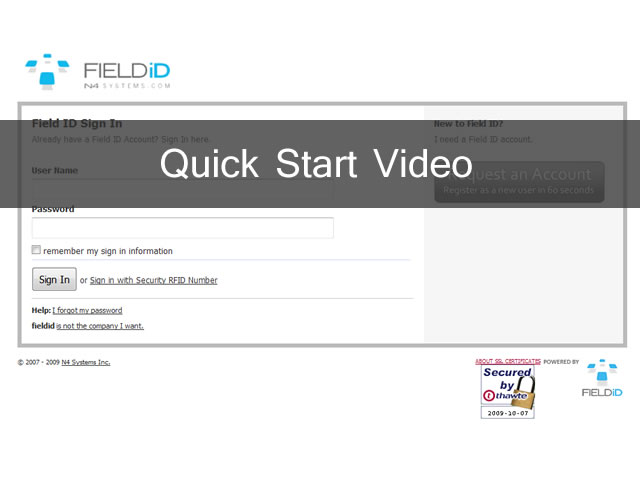 FIELDiD
N4 SYSTEMS.COM
Field ID Sign In
Already have a Field ID Account? Sign In here.
User Name
Password
remember my sign in information
Sign In or Sign in with Security RFID Number
Help: I forgot my password
fieldid is not the company I want.
New to Field ID?
I need a Field ID account.
Request an Account
Register as a new user in 60 seconds
Quick Start Video
© 2007 - 2009 N4 Systems Inc.
ABOUT SSL CERTIFICATES
Secured
by
thawte
2009-10-07
POWERED BY
FIELDiD